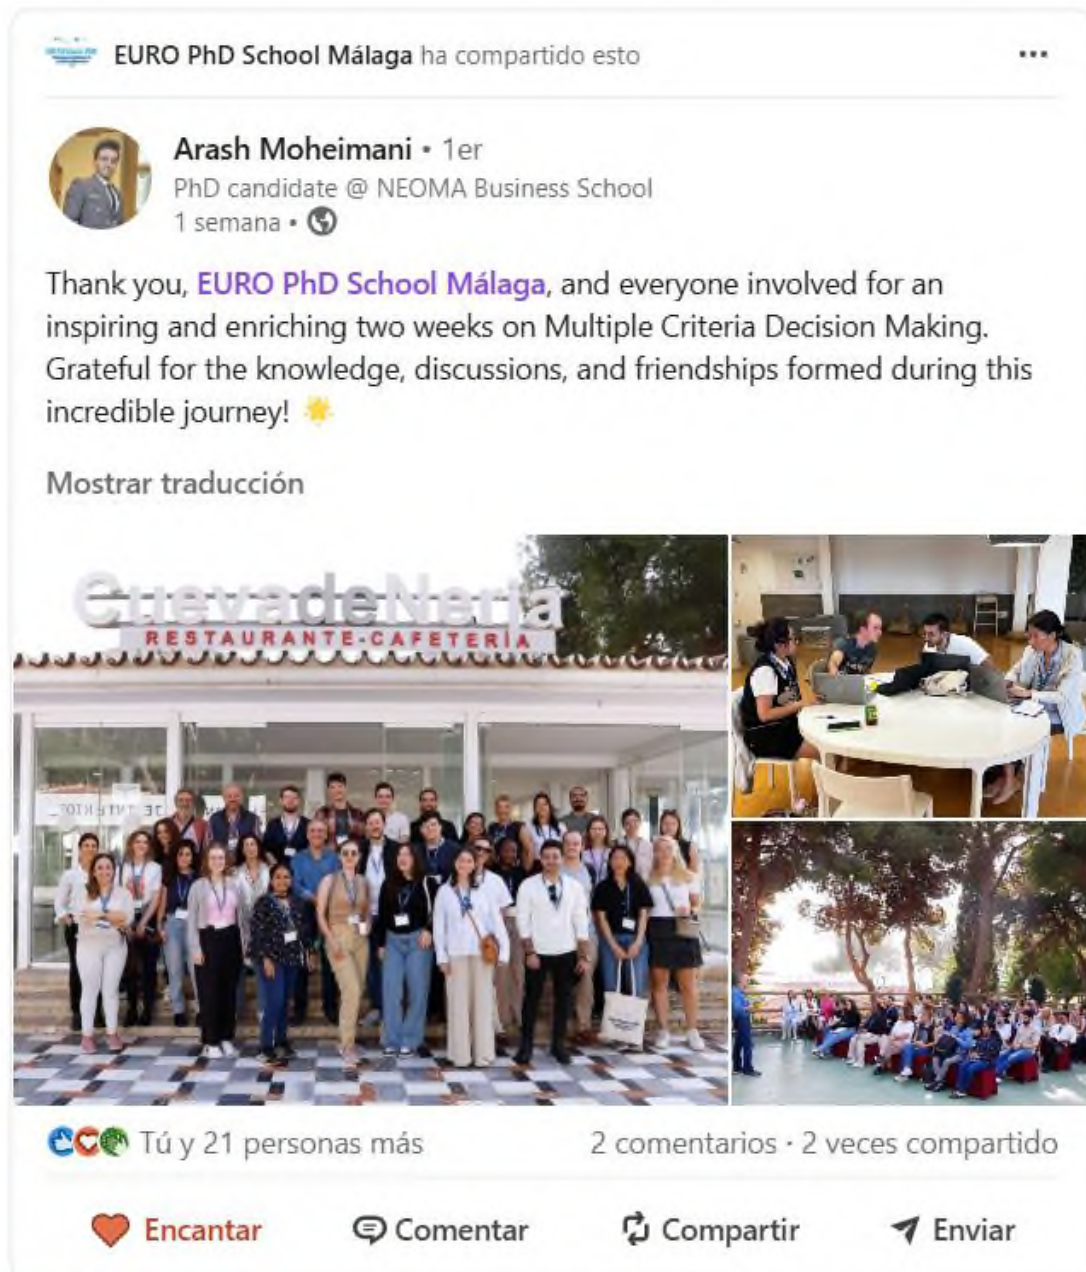 EURO PhD School Málaga ha compartido esto
Arash Moheimani • 1er
PhD candidate @ NEOMA Business School
1 semana •
Thank you, EURO PhD School Málaga, and everyone involved for an
inspiring and enriching two weeks on Multiple Criteria Decision Making.
Grateful for the knowledge, discussions, and friendships formed during this
incredible journey!
Mostrar traducción
CuevadeNerja
RESTAURANTE-CAFETERÍA
Tú y 21 personas más
2 comentarios · 2 veces compartido
Encantar
Comentar
Compartir
Enviar